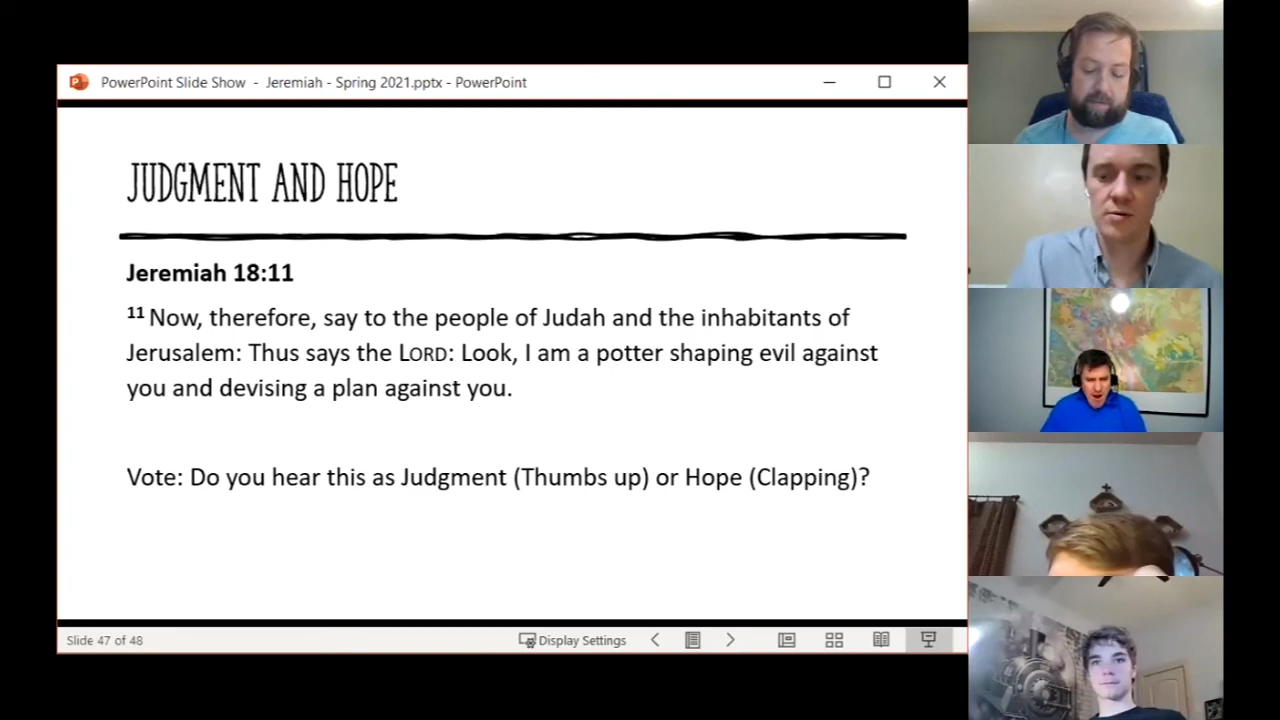 PowerPoint Slide Show - Jeremiah - Spring 2021.pptx - PowerPoint
JUDGMENT AND HOPE
Jeremiah 18:11
11 Now, therefore, say to the people of Judah and the inhabitants of
Jerusalem: Thus says the LORD: Look, I am a potter shaping evil against
you and devising a plan against you.
Vote: Do you hear this as Judgment (Thumbs up) or Hope (Clapping)?
Slide 47 of 48
Display Settings